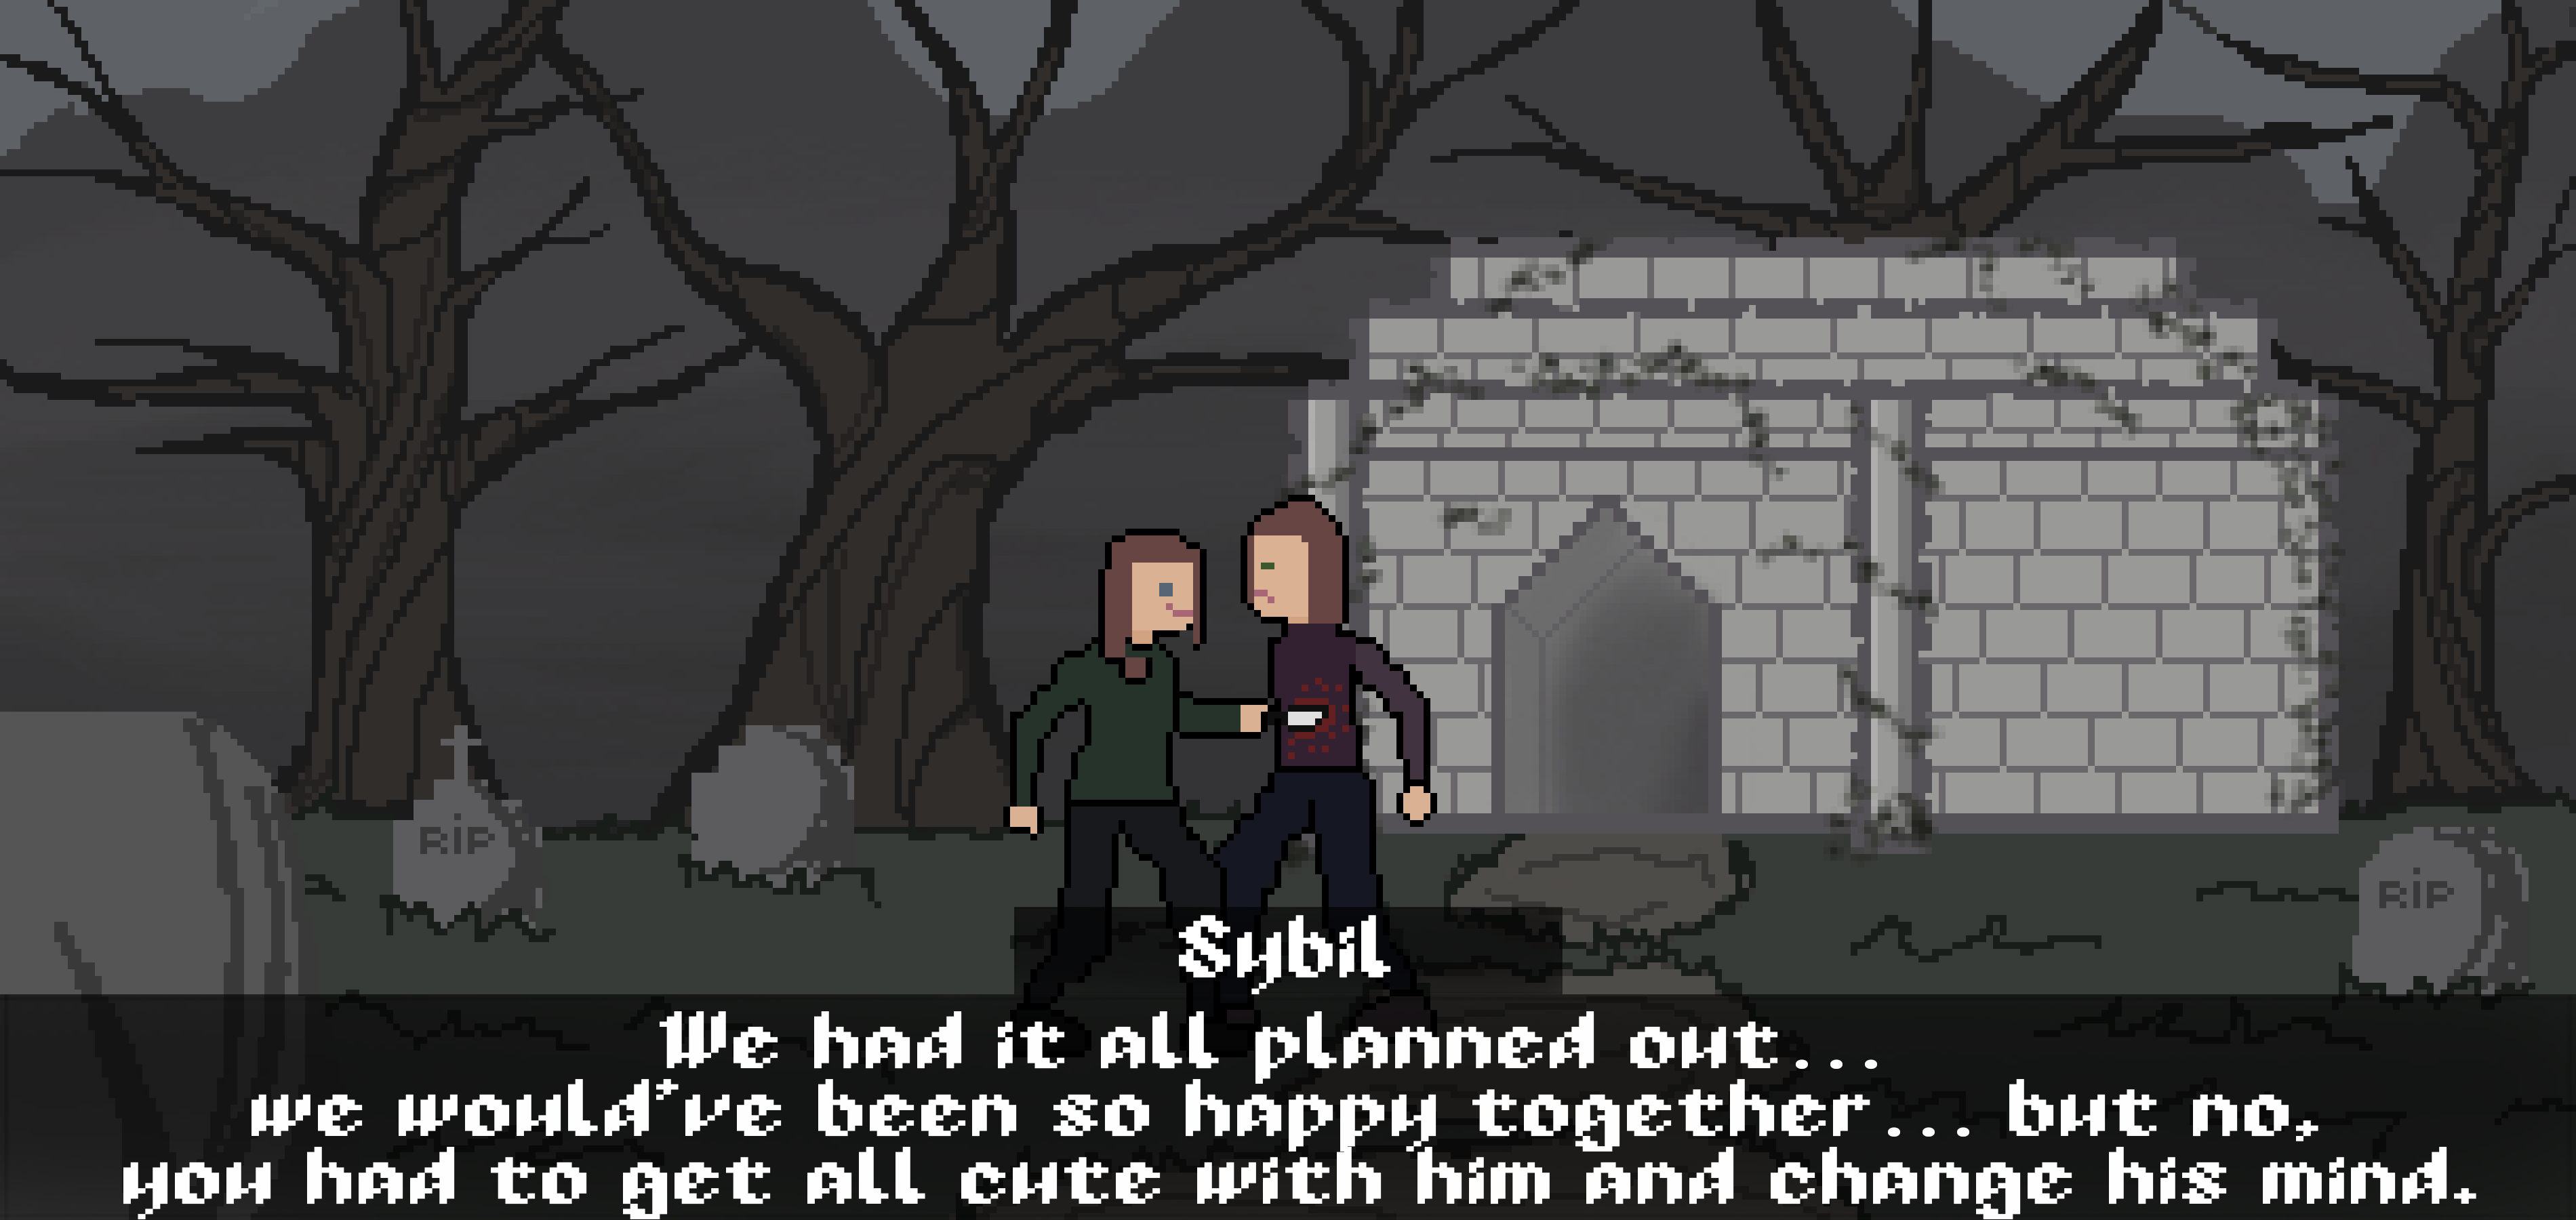 RIP
RIP
Sybil
We had it all planned out...
we would've been so happy together... but no,
you had to get all cute with him and change his mind.